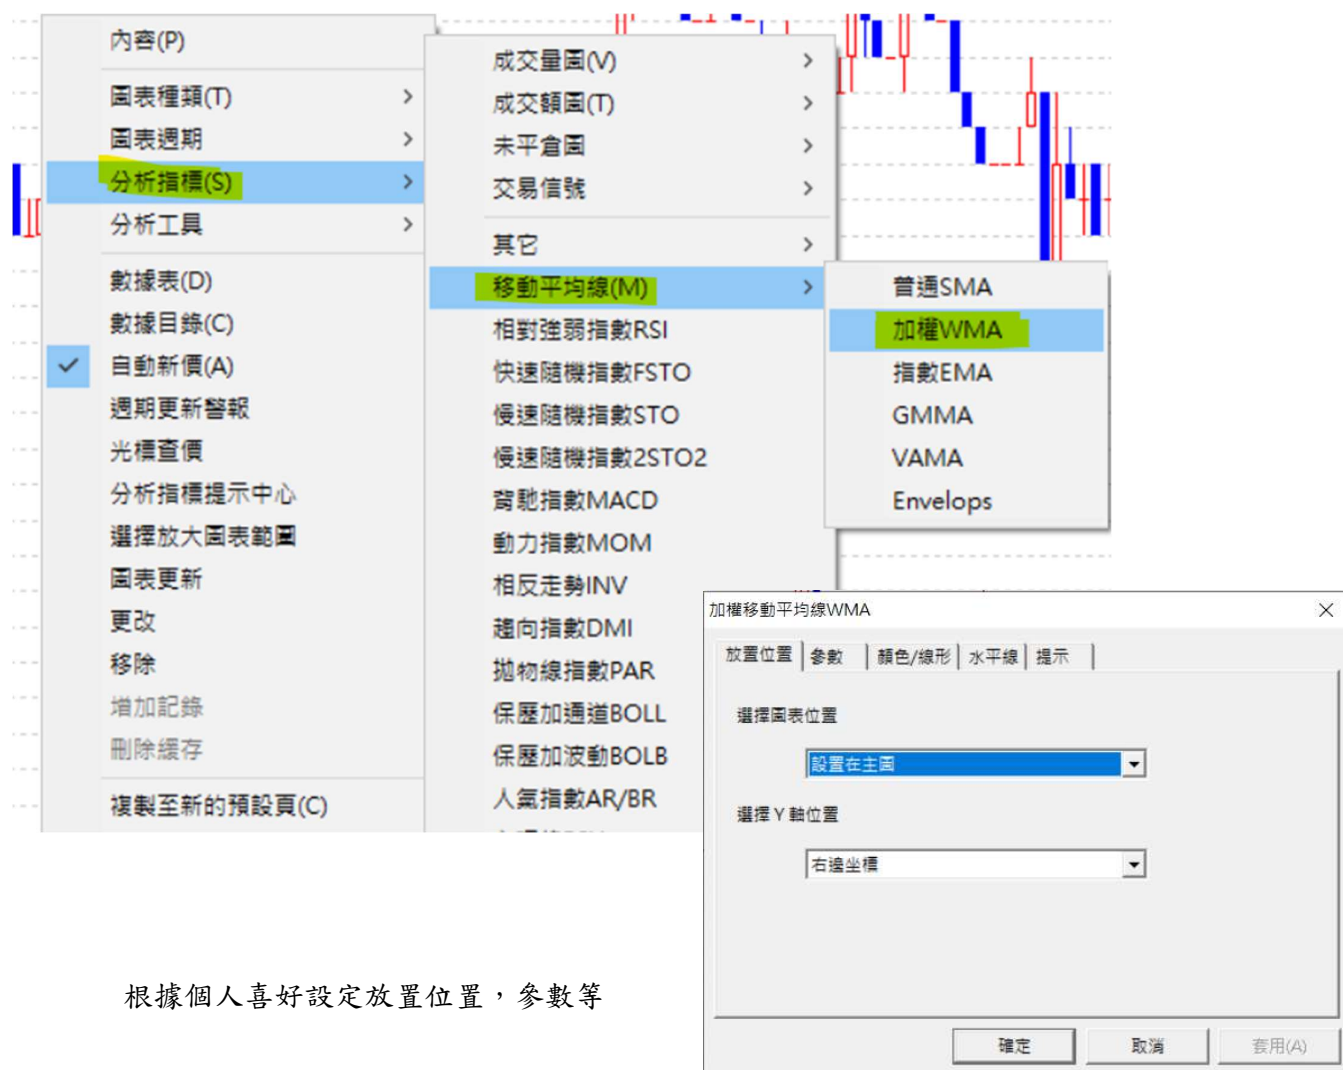 內容(P)
圖表種類(T)
圖表週期
分析指標(S)
分析工具
數據表(D)
數據目錄(C)
自動新價(A)
週期更新警報
光標查價
分析指標提示中心
選擇放大圖表範圍
圖表更新
更改
移除
增加記錄
刪除緩存
複製至新的預設頁(C)
成交量圖(V)
成交額圖(T)
未平倉圖
交易信號
其它
移動平均線(M)
相對強弱指數RSI
快速隨機指數FSTO
慢速隨機指數STO
慢速隨機指數2STO2
背馳指數MACD
動力指數MOM
相反走勢INV
趨向指數DMI
拋物線指數PAR
保歷加通道BOLL
保歷加波動BOLB
人氣指數AR/BR
普通SMA
加權WMA
指數EMA
GMMA
VAMA
Envelops
加權移動平均線WMA
放置位置 參數 顏色/線形 水平線 提示
選擇圖表位置
設置在主圖
選擇 Y 軸位置
右邊坐標
確定 取消 套用(A)
根據個人喜好設定放置位置，參數等